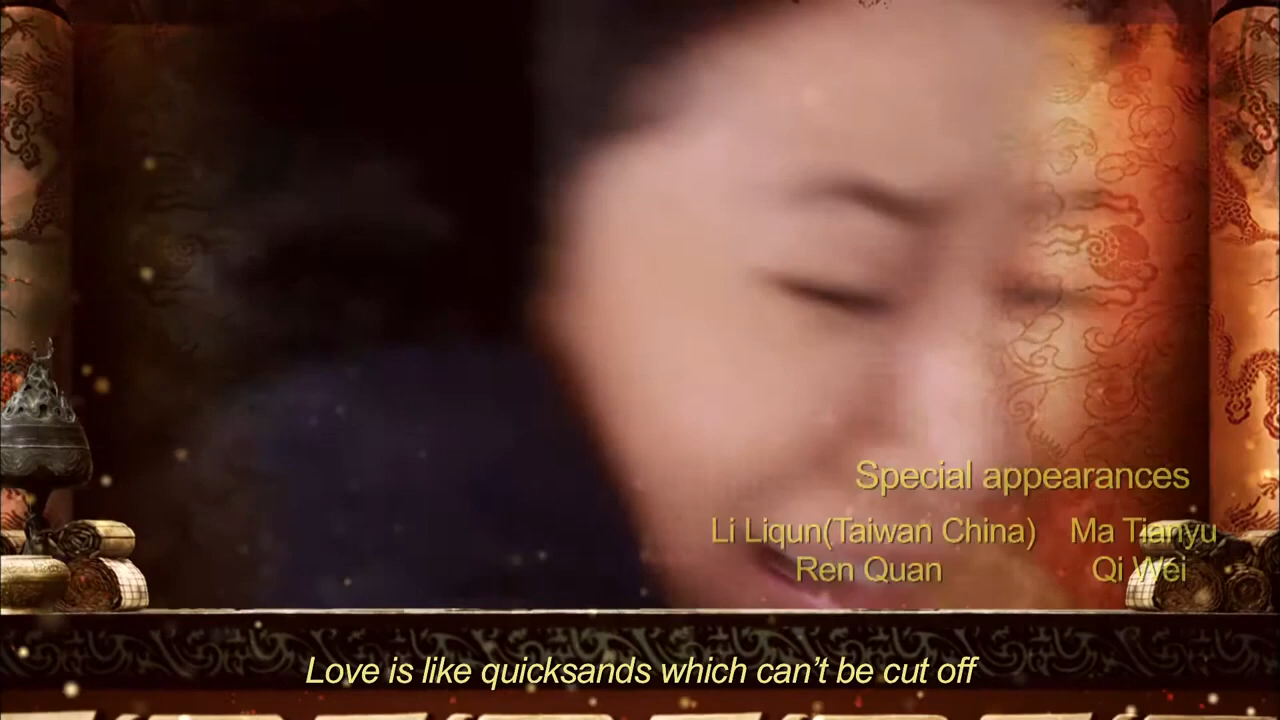 Special appearances
Li Liqun(Taiwan China) Ma Tianyu
Ren Quan Qi Wei
Love is like quicksands which can't be cut off